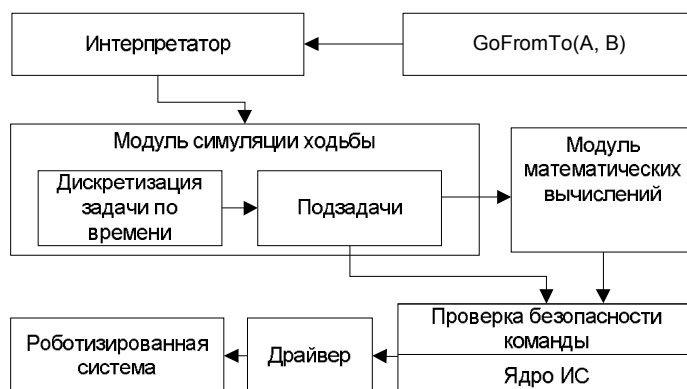 Интерпретатор
GoFromTo(A, B)
Модуль симуляции ходьбы
Дискретизация
задачи по
времени
Подзадачи
Модуль
математических
вычислений
Роботизированная
система
Драйвер
Проверка безопасности
команды
Ядро ИС